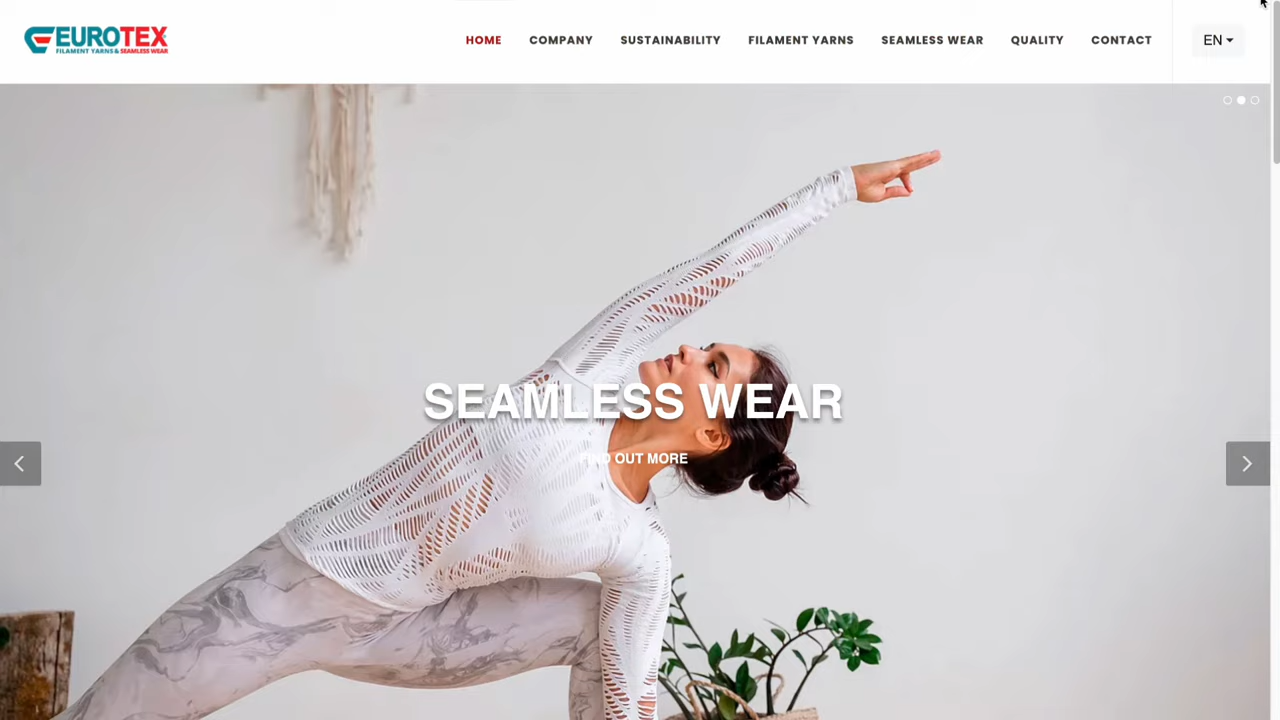 EUROTEX
FILAMENT YARNS & SEAMLESS WEAR
HOME COMPANY SUSTAINABILITY FILAMENT YARNS SEAMLESS WEAR QUALITY CONTACT EN
SEAMLESS WEAR
FIND OUT MORE